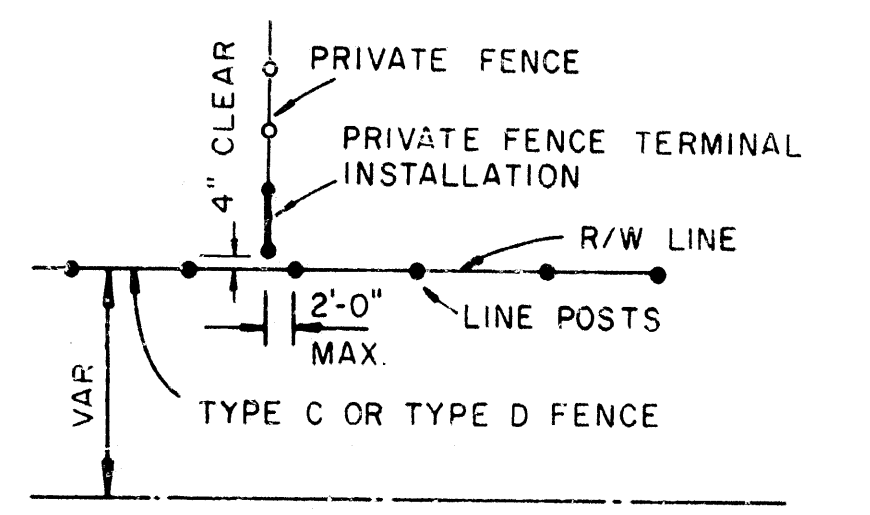 4" CLEAR
PRIVATE FENCE
PRIVATE FENCE TERMINAL
INSTALLATION
R/W LINE
2'-0"
MAX.
LINE POSTS
VAR
TYPE C OR TYPE D FENCE